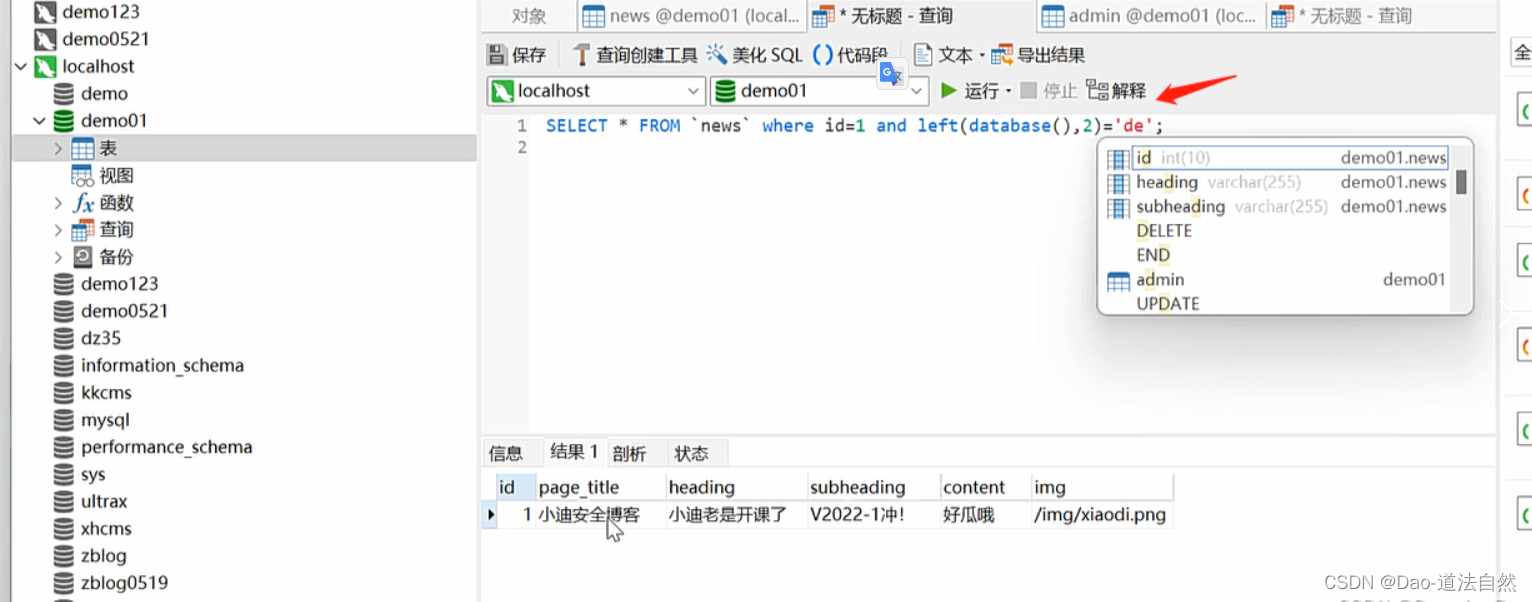 demo123
demo0521
localhost
demo
demo01
表
视图
函数
查询
备份
demo123
demo0521
dz35
information_schema
kkcms
mysql
performance_schema
sys
ultrax
xhcms
zblog
zblog0519
对象 news @demo01 (local... * 无标题 - 查询 admin @demo01 (loc... * 无标题 - 查询
保存 查询创建工具 美化 SQL () 代码段 文本 导出结果
全
localhost demo01 运行 停止 解释
1 SELECT * FROM `news` where id=1 and left(database(),2)='de';
2
id int(10) demo01.news
heading varchar(255) demo01.news
subheading varchar(255) demo01.news
DELETE
END
admin demo01
UPDATE
信息 结果 1 剖析 状态
id page_title heading subheading content img
1 小迪安全博客 小迪老是开课了 V2022-1冲! 好瓜哦 /img/xiaodi.png
CSDN @Dao-道法自然